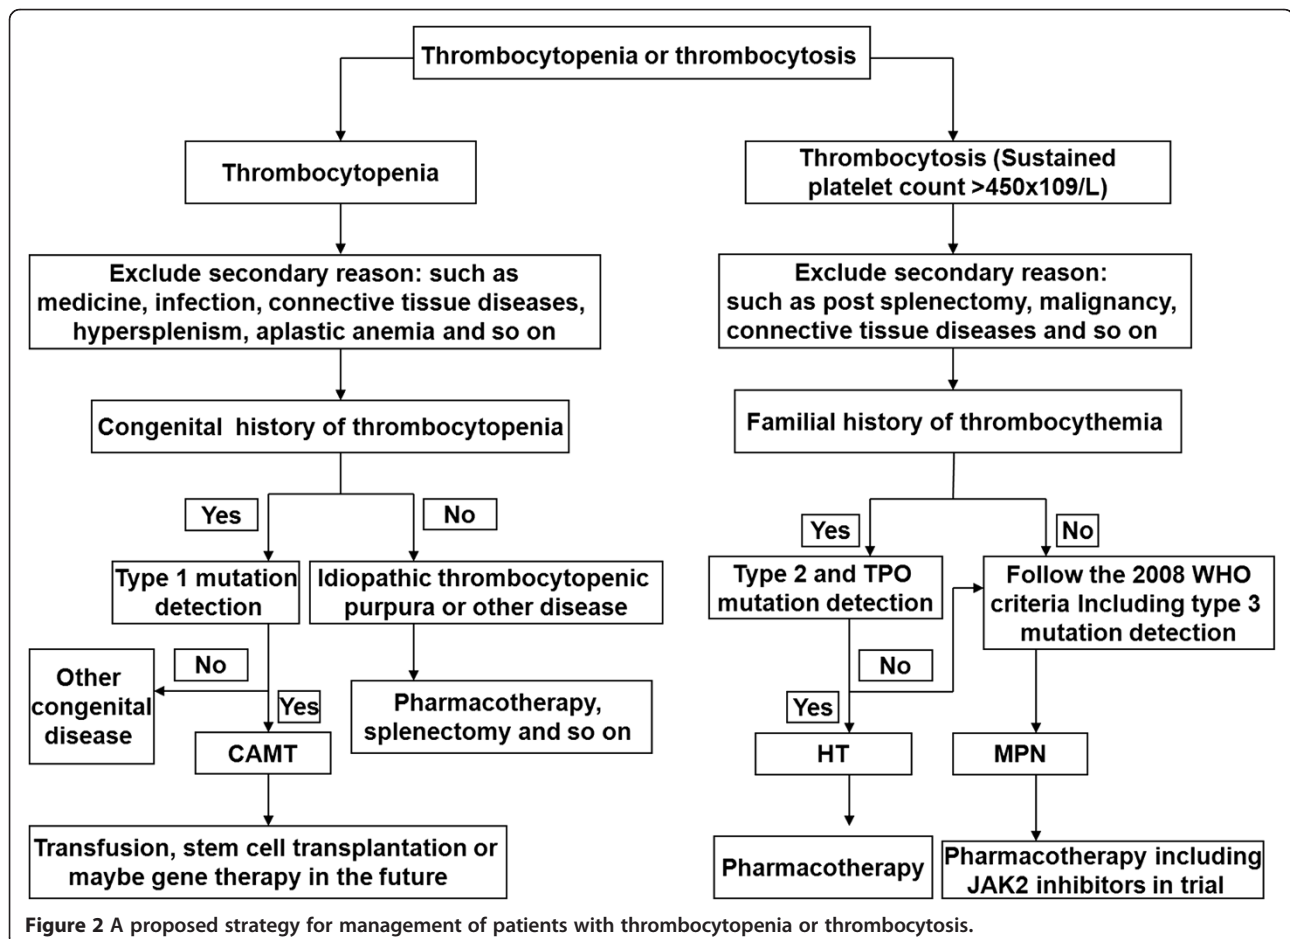 Thrombocytopenia or thrombocytosis
Thrombocytopenia
Thrombocytosis (Sustained
platelet count >450x109/L)
Exclude secondary reason: such as
medicine, infection, connective tissue diseases,
hypersplenism, aplastic anemia and so on
Exclude secondary reason:
such as post splenectomy, malignancy,
connective tissue diseases and so on
Congenital history of thrombocytopenia
Familial history of thrombocythemia
Yes
No
Yes
No
Type 1 mutation
detection
Idiopathic thrombocytopenic
purpura or other disease
Type 2 and TPO
mutation detection
Follow the 2008 WHO
criteria Including type 3
mutation detection
No
Other
congenital
disease
Yes
Pharmacotherapy,
splenectomy and so on
No
Yes
CAMT
HT
MPN
Transfusion, stem cell transplantation or
maybe gene therapy in the future
Pharmacotherapy
Pharmacotherapy including
JAK2 inhibitors in trial
Figure 2 A proposed strategy for management of patients with thrombocytopenia or thrombocytosis.